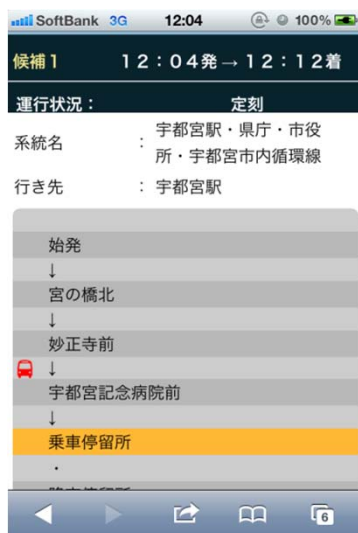 SoftBank 3G 12:04 100%
候補1 12:04発→12:12着
運行状況： 定刻
系統名 : 宇都宮駅・県庁・市役
所・宇都宮市内循環線
行き先 : 宇都宮駅
始発
↓
宮の橋北
↓
妙正寺前
↓
宇都宮記念病院前
↓
乗車停留所
・
6